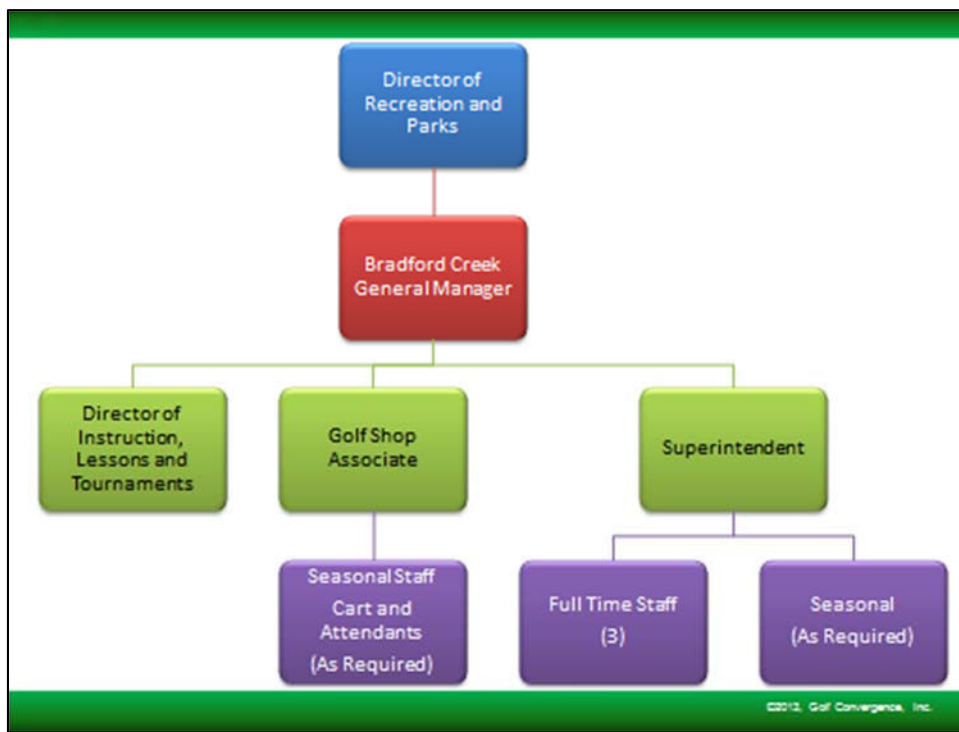 Director of
Recreation and
Parks
Bradford Creek
General Manager
Director of
Instruction,
Lessons and
Tournaments
Golf Shop
Associate
Superintendent
Seasonal Staff
Cart and
Attendants
(As Required)
Full Time Staff
(3)
Seasonal
(As Required)
©2013, Golf Convergence, Inc.